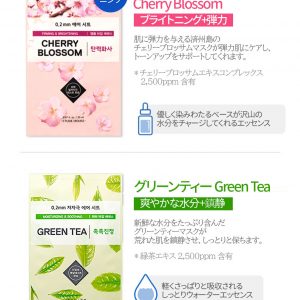 ング
Cherry Blossom
ブライトニング+弾力
0.2mm 에어 시트
FIRMING & BRIGHTENING
CHERRY
BLOSSOM
탄력화사
肌に弾力を与える済州島の
チェリーブロッサムマスクが弾力肌にケアし、
トーンアップをサポートしてくれます。
* チェリーブロッサムエキスコンプレックス
2,500ppm 含有
優しく染みわたるベースが沢山の
水分をチャージしてくれるエッセンス
グリーンティー Green Tea
爽やかな水分+鎮静
0.2mm 저자극 에어 시트
MOISTURIZING & SOOTHING
GREEN TEA
촉촉진정
新鮮な水分をたっぷり含んだ
グリーンティーマスクが
荒れた肌を鎮静させ、しっとりと保ちます。
* 緑茶エキス 2,500ppm 含有
軽くさっぱりと吸収される
しっとりウォーターエッセンス